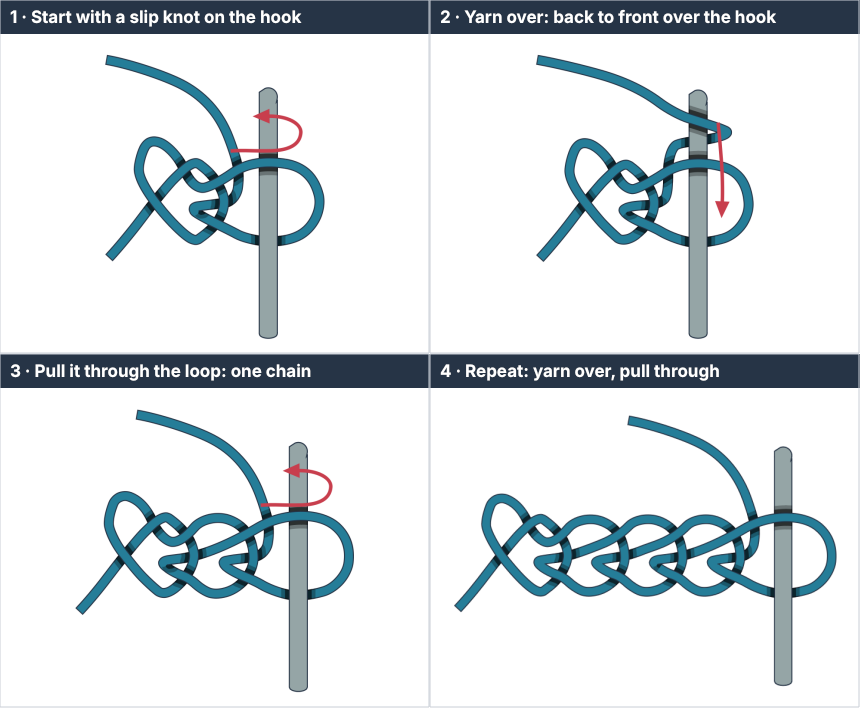 1 · Start with a slip knot on the hook
2 · Yarn over: back to front over the hook
3 · Pull it through the loop: one chain
4 · Repeat: yarn over, pull through